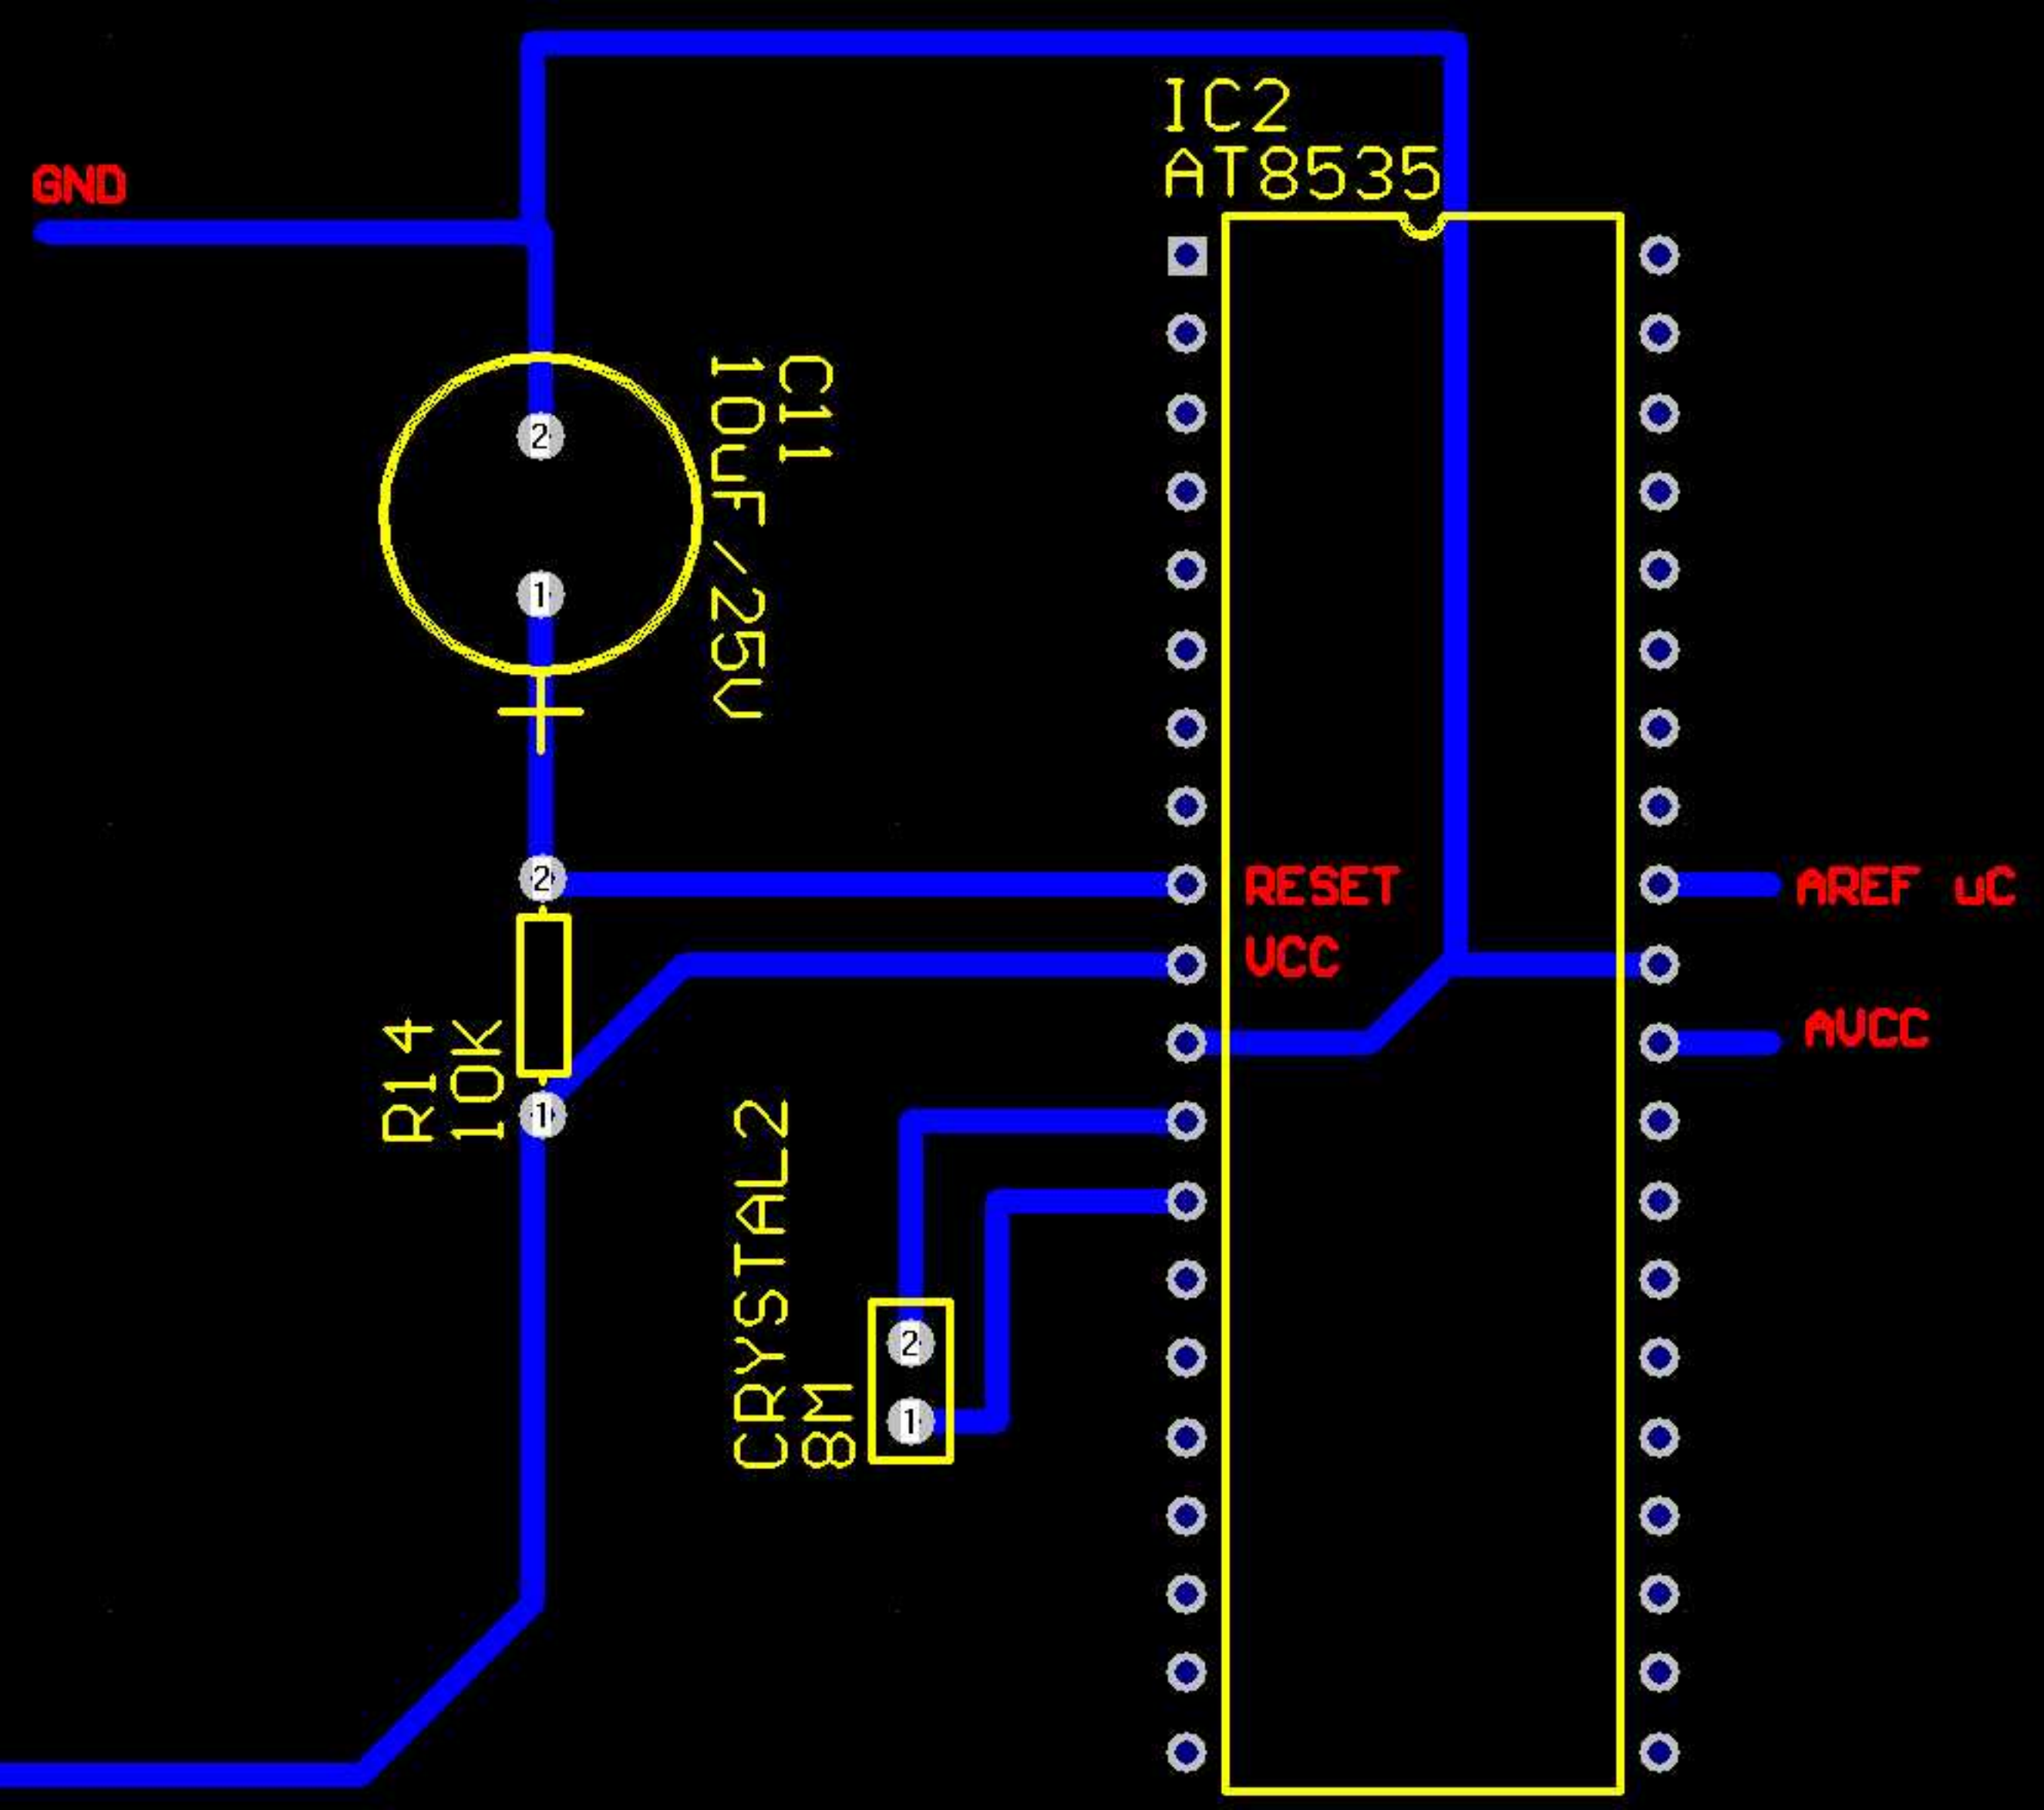 IC2
AT8535
GND
C11
10uF/25V
2
1
2
RESET
AREF uC
VCC
AVCC
R14
10K
1
CRYSTAL2
8M
2
1